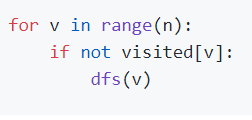 for v in range(n):
    if not visited[v]:
        dfs(v)